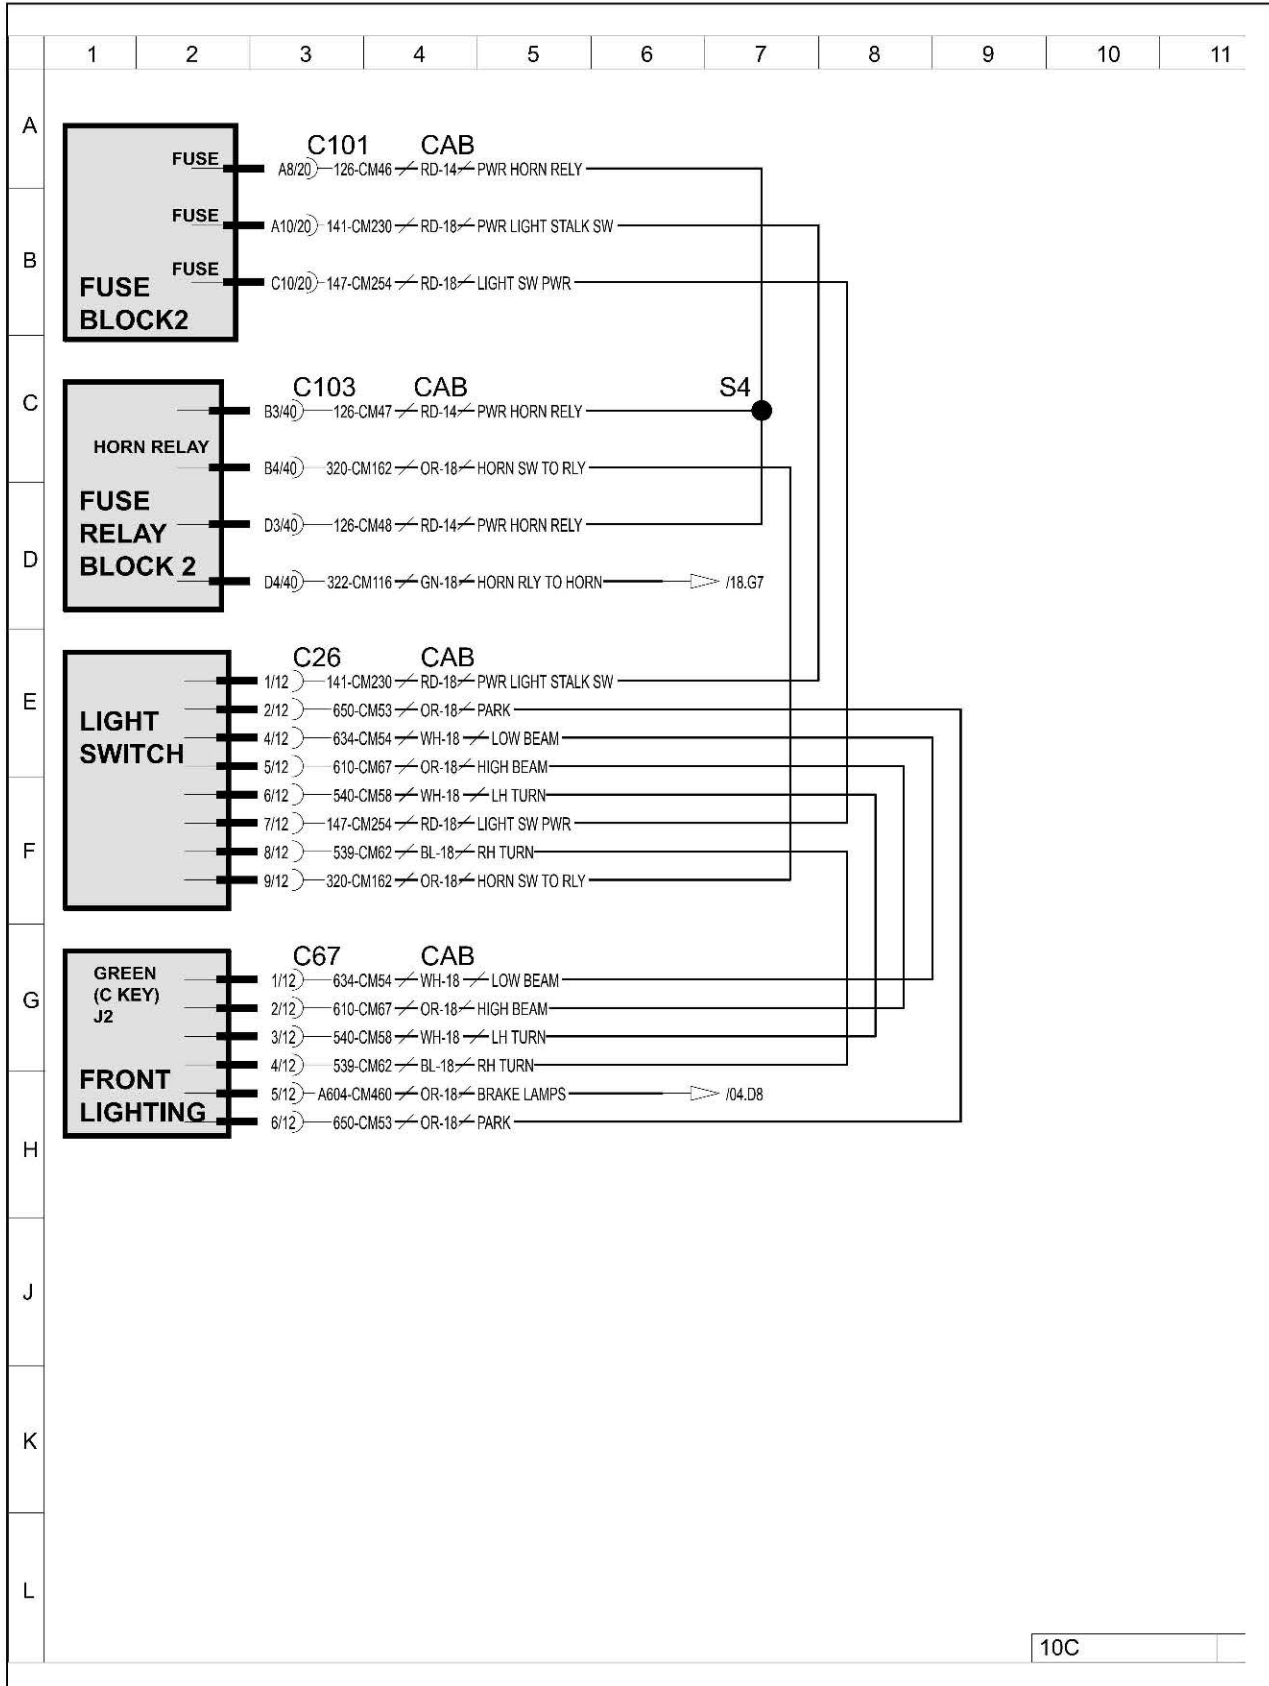 1 2 3 4 5 6 7 8 9 10 11
A
B
C
D
E
F
G
H
J
K
L
C101 CAB
FUSE A8/20 126-CM46 RD-14 PWR HORN RELY
FUSE A10/20 141-CM230 RD-18 PWR LIGHT STALK SW
FUSE C10/20 147-CM254 RD-18 LIGHT SW PWR
FUSE
BLOCK2
C103 CAB S4
B3/40 126-CM47 RD-14 PWR HORN RELY
HORN RELAY
B4/40 320-CM162 OR-18 HORN SW TO RLY
FUSE
RELAY
BLOCK 2
D3/40 126-CM48 RD-14 PWR HORN RELY
D4/40 322-CM116 GN-18 HORN RLY TO HORN /18.G7
C26 CAB
LIGHT
SWITCH
1/12 141-CM230 RD-18 PWR LIGHT STALK SW
2/12 650-CM53 OR-18 PARK
4/12 634-CM54 WH-18 LOW BEAM
5/12 610-CM67 OR-18 HIGH BEAM
6/12 540-CM58 WH-18 LH TURN
7/12 147-CM254 RD-18 LIGHT SW PWR
8/12 539-CM62 BL-18 RH TURN
9/12 320-CM162 OR-18 HORN SW TO RLY
C67 CAB
GREEN
(C KEY)
J2
FRONT
LIGHTING
1/12 634-CM54 WH-18 LOW BEAM
2/12 610-CM67 OR-18 HIGH BEAM
3/12 540-CM58 WH-18 LH TURN
4/12 539-CM62 BL-18 RH TURN
5/12 A604-CM460 OR-18 BRAKE LAMPS /04.D8
6/12 650-CM53 OR-18 PARK
10C